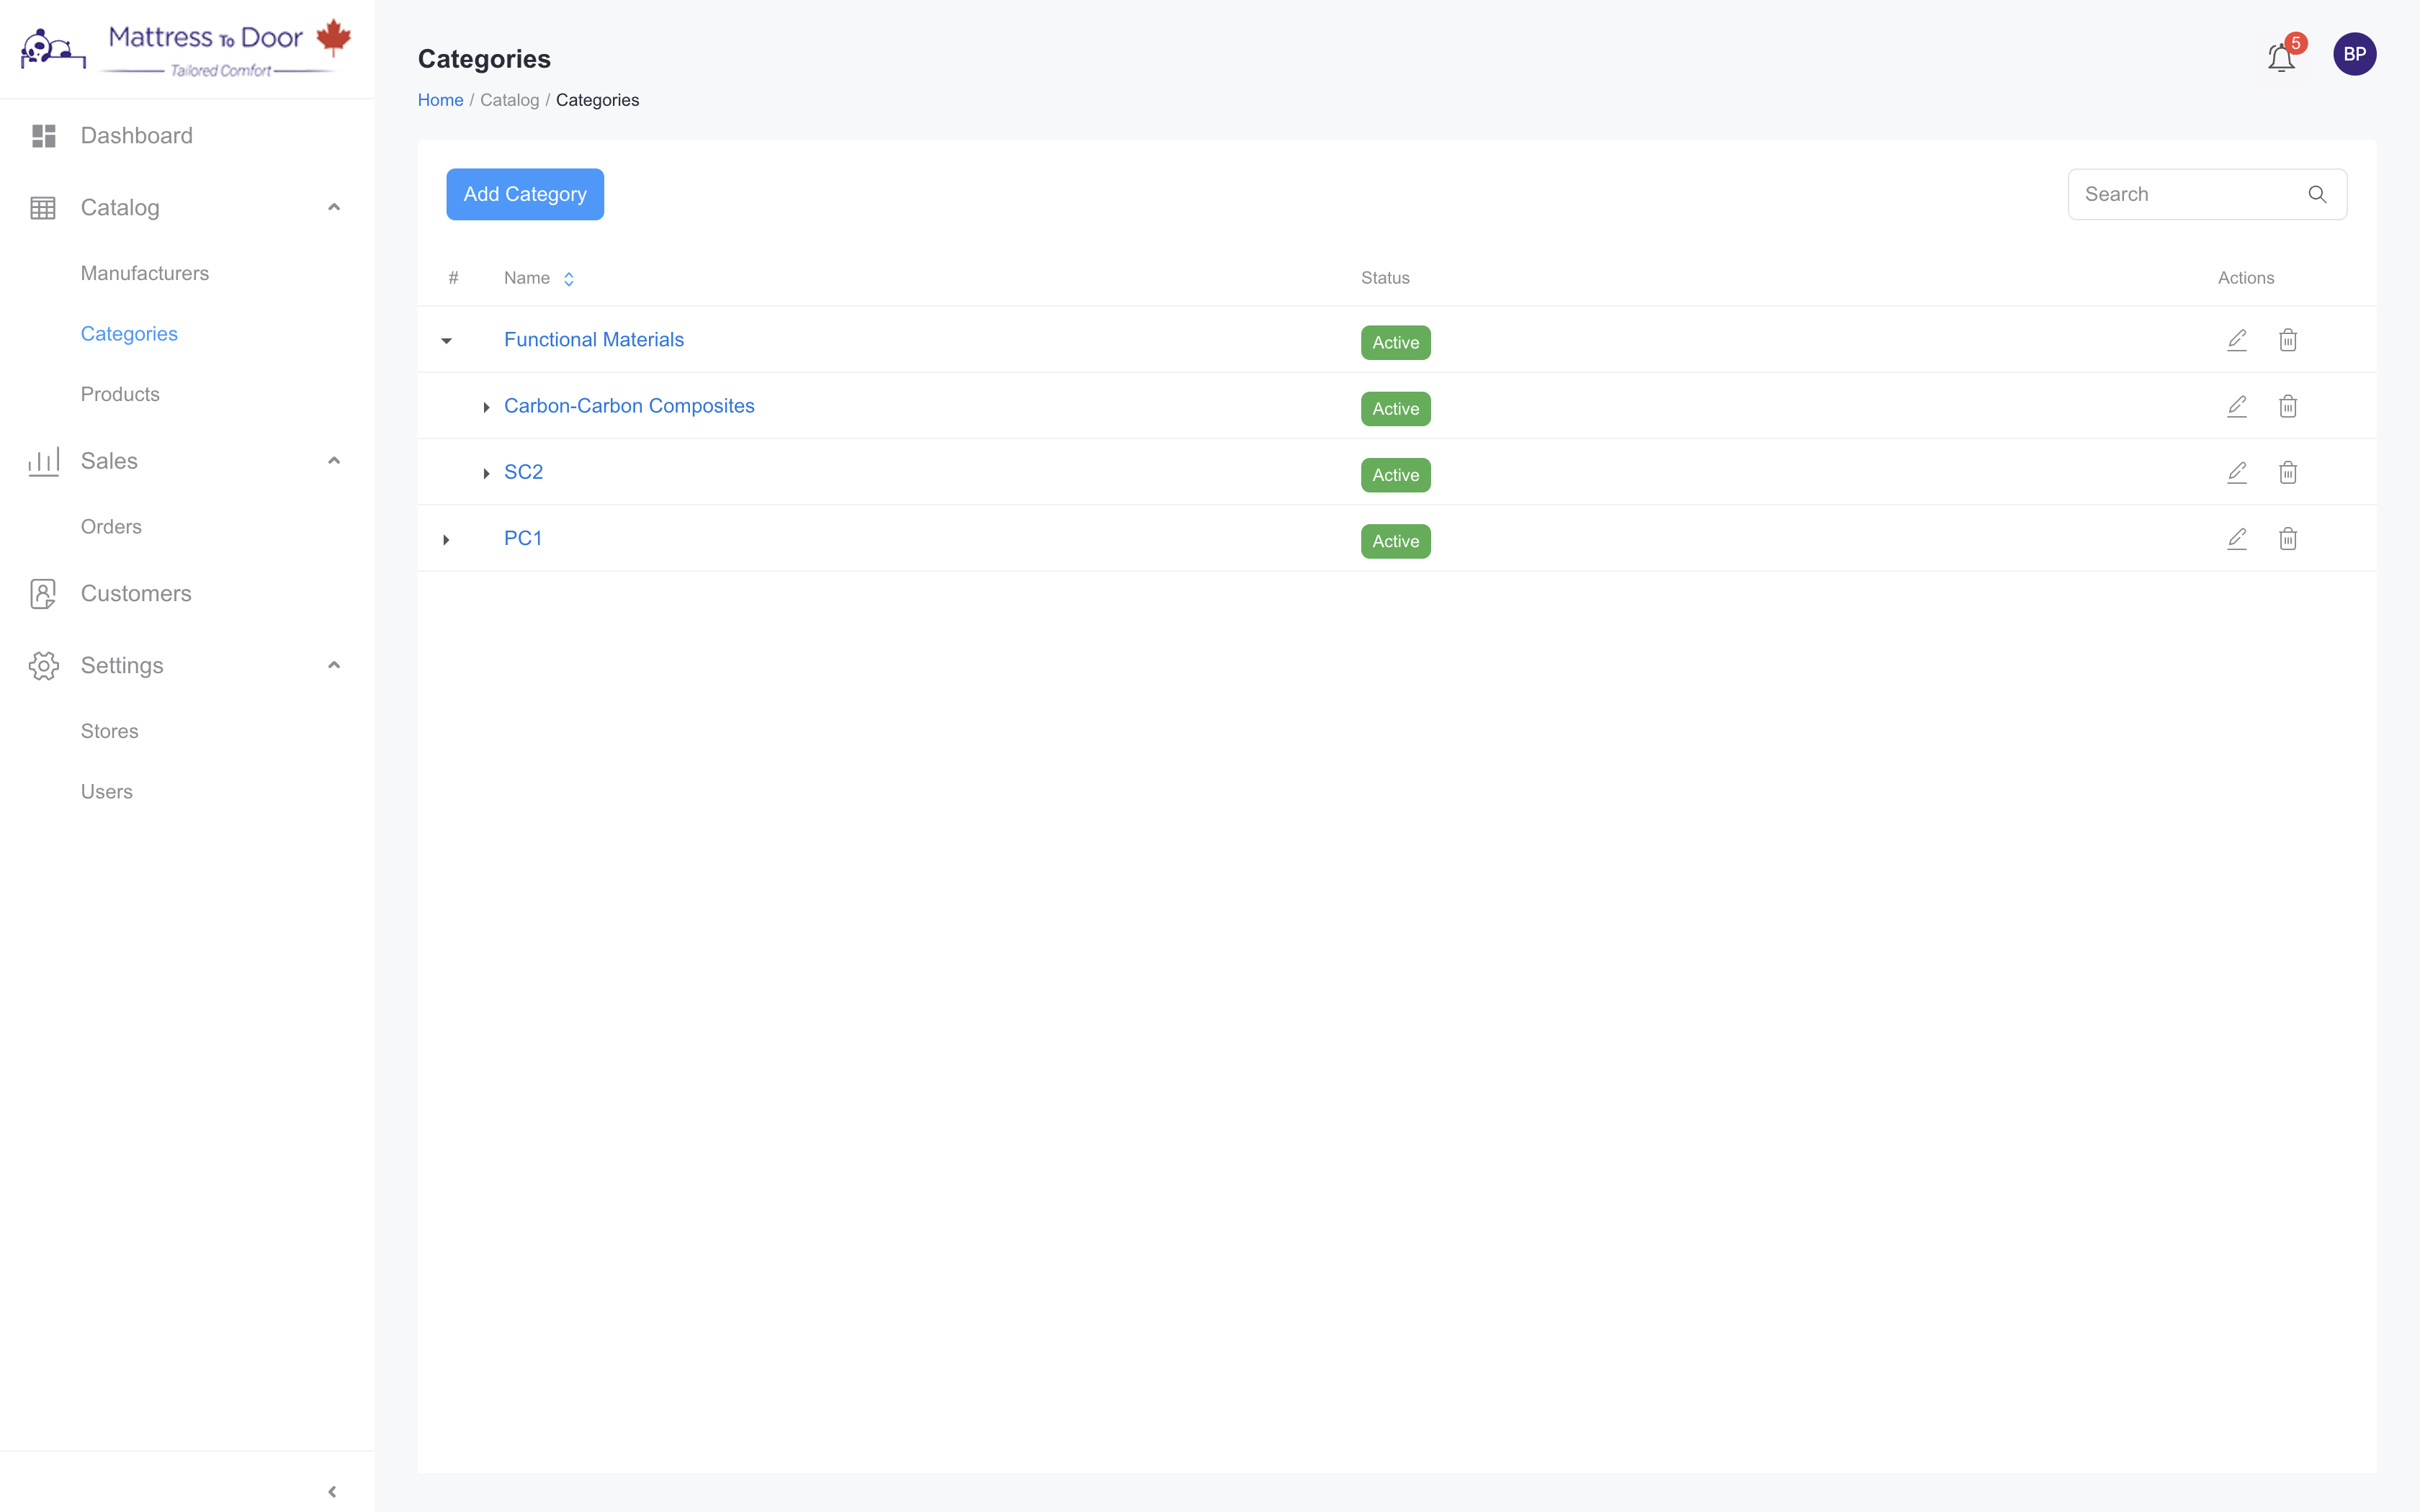 Mattress To Door
Tailored Comfort
Dashboard
Catalog
Manufacturers
Categories
Products
Sales
Orders
Customers
Settings
Stores
Users
Categories
Home / Catalog / Categories
5
BP
Add Category
Search
# Name Status Actions
Functional Materials Active
Carbon-Carbon Composites Active
SC2 Active
PC1 Active